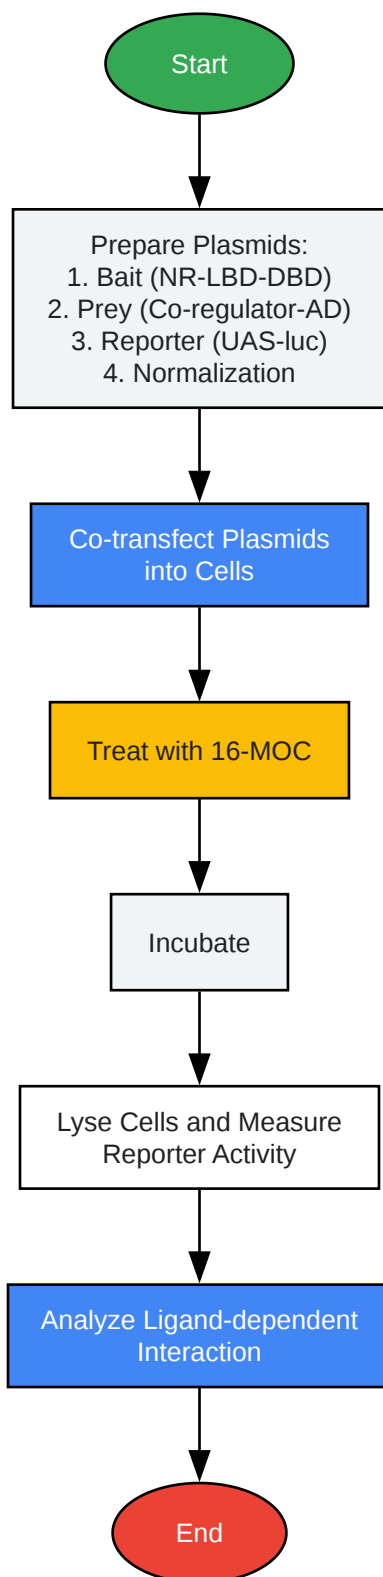 Start
Prepare Plasmids:
1. Bait (NR-LBD-DBD)
2. Prey (Co-regulator-AD)
3. Reporter (UAS-luc)
4. Normalization
Co-transfect Plasmids
into Cells
Treat with 16-MOC
Incubate
Lyse Cells and Measure
Reporter Activity
Analyze Ligand-dependent
Interaction
End